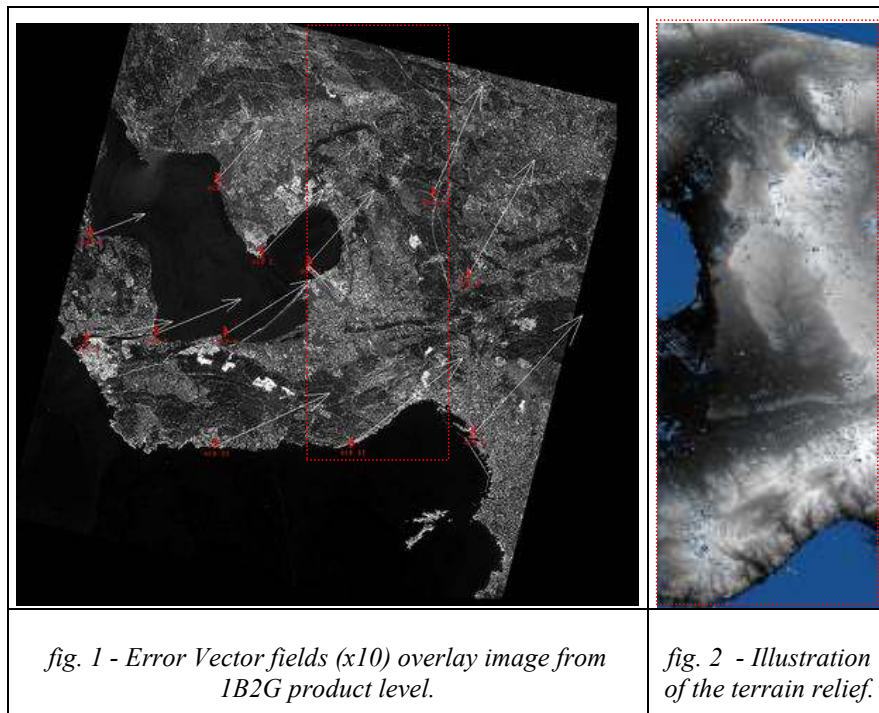 fig. 1 - Error Vector fields (x10) overlay image from
1B2G product level.
fig. 2 - Illustration
of the terrain relief.